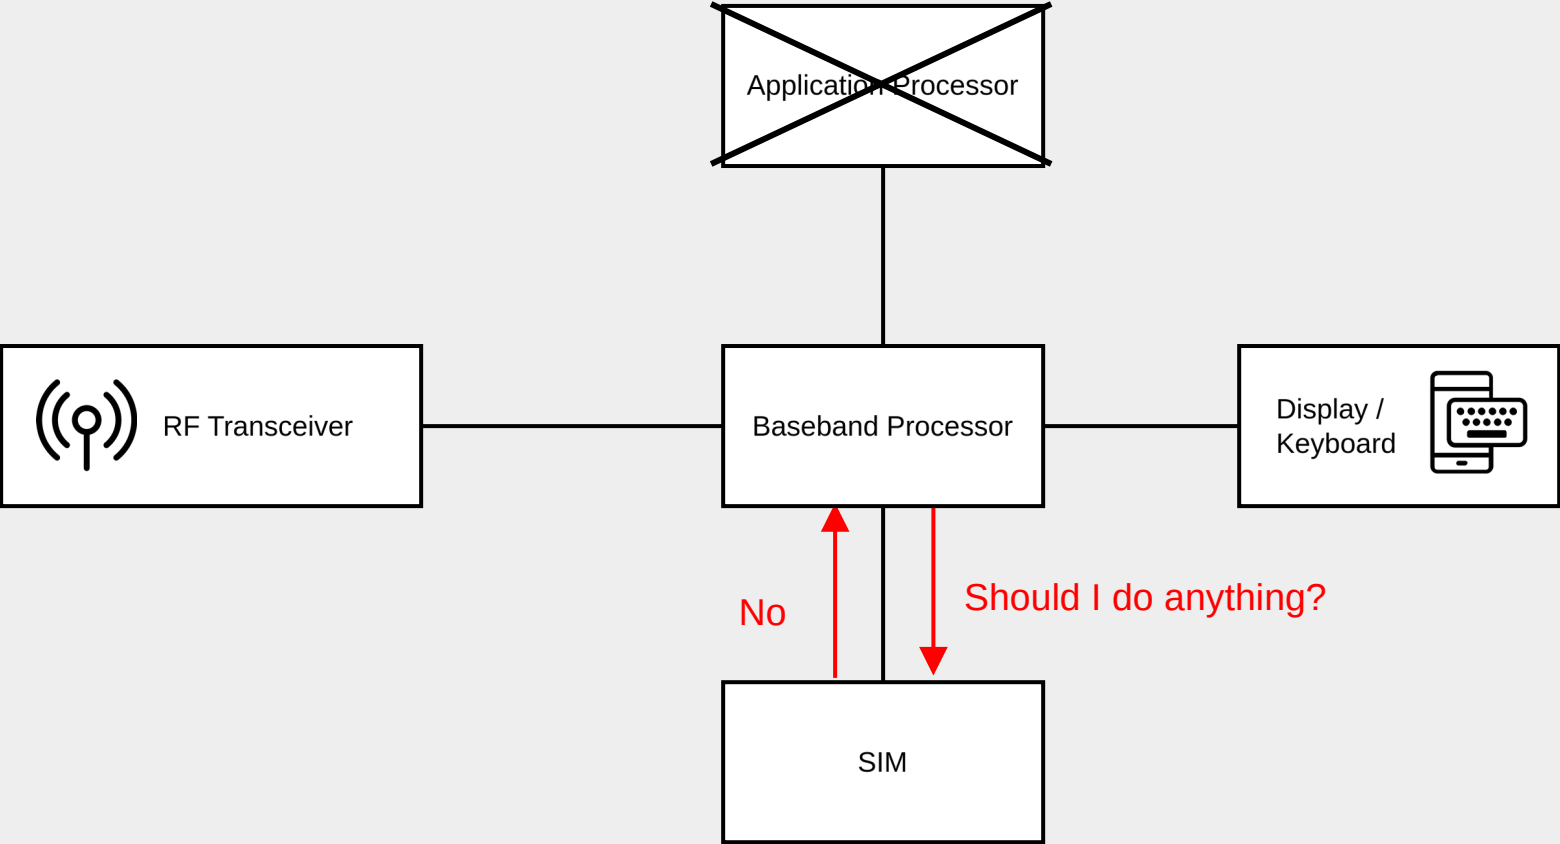 Application Processor
RF Transceiver
Baseband Processor
Display /
Keyboard
No
Should I do anything?
SIM